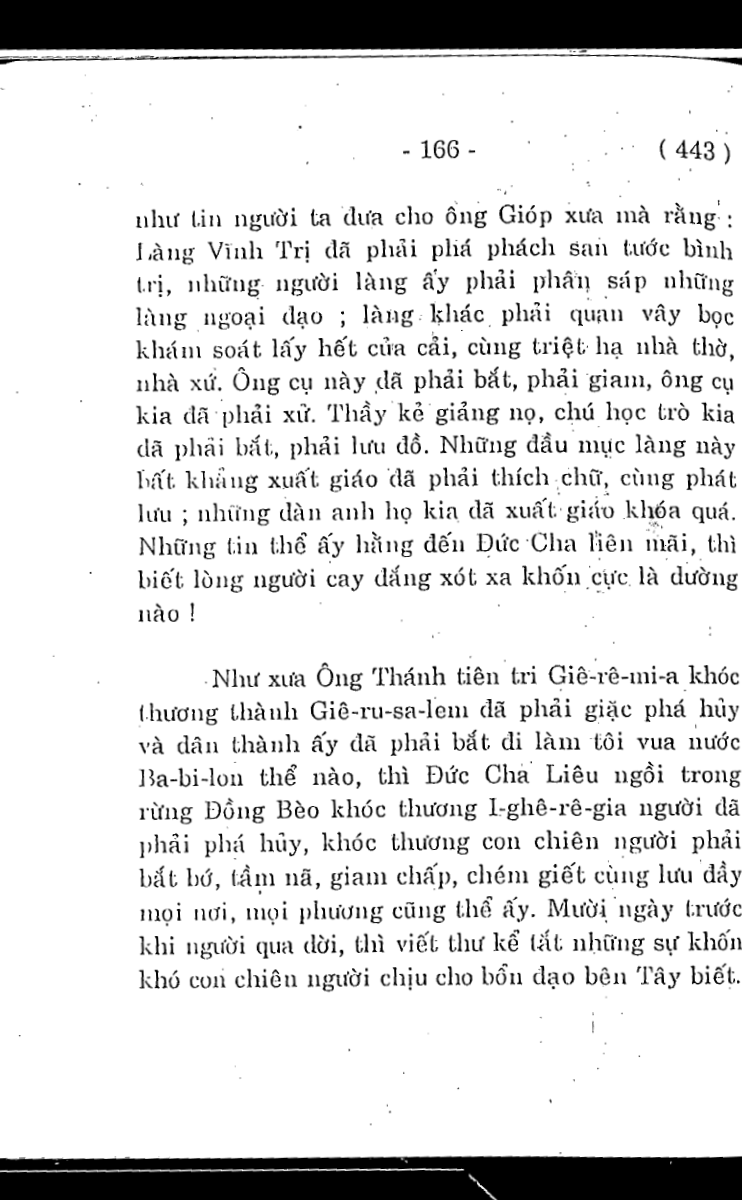 - 166 - ( 443 )
như tin người ta đưa cho ông Gióp xưa mà rằng :
Làng Vĩnh Trị đã phải phá phách san tước bình
trị, những người làng ấy phải phân sáp những
làng ngoại đạo ; làng khác phải quan vây bọc
khám soát lấy hết của cải, cùng triệt hạ nhà thờ,
nhà xứ. Ông cụ này đã phải bắt, phải giam, ông cụ
kia đã phải xử. Thầy kẻ giảng nọ, chú học trò kia
đã phải bắt, phải lưu đồ. Những đầu mục làng này
bất khẳng xuất giáo đã phải thích chữ, cùng phát
lưu ; những đàn anh họ kia đã xuất giáo khóa quá.
Những tin thể ấy hằng đến Đức Cha liên mãi, thì
biết lòng người cay đắng xót xa khốn cực là dường
nào !
Như xưa Ông Thánh tiên tri Giê-rê-mi-a khóc
thương thành Giê-ru-sa-lem đã phải giặc phá hủy
và dân thành ấy đã phải bắt đi làm tôi vua nước
Ba-bi-lon thể nào, thì Đức Cha Liêu ngồi trong
rừng Đồng Bèo khóc thương I-ghê-rê-gia người đã
phải phá hủy, khóc thương con chiên người phải
bắt bớ, tầm nã, giam chấp, chém giết cùng lưu đầy
mọi nơi, mọi phương cũng thể ấy. Mười ngày trước
khi người qua đời, thì viết thư kể tắt những sự khốn
khó con chiên người chịu cho bổn đạo bên Tây biết.